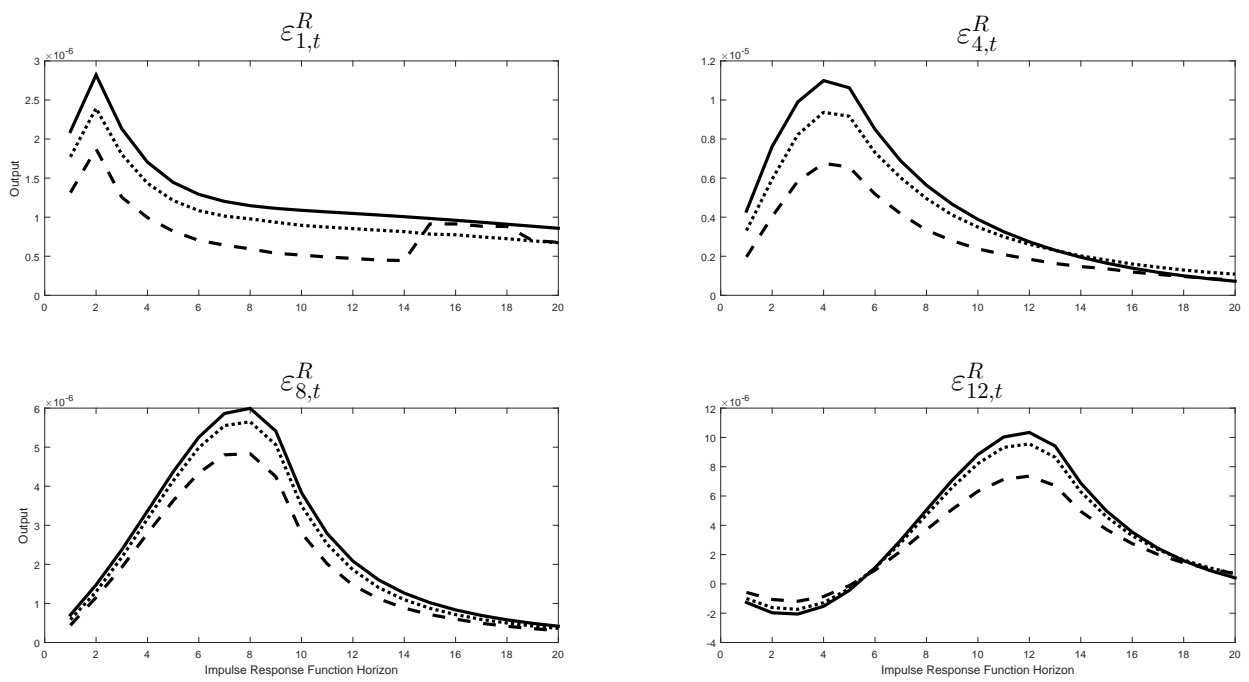 ε^R_{1,t}
×10^-6
3
2.5
2
1.5
1
0.5
0
0 2 4 6 8 10 12 14 16 18 20
Output
ε^R_{4,t}
×10^-5
1.2
1
0.8
0.6
0.4
0.2
0
0 2 4 6 8 10 12 14 16 18 20
ε^R_{8,t}
×10^-6
6
5
4
3
2
1
0
0 2 4 6 8 10 12 14 16 18 20
Output
Impulse Response Function Horizon
ε^R_{12,t}
×10^-6
12
10
8
6
4
2
0
-2
-4
0 2 4 6 8 10 12 14 16 18 20
Impulse Response Function Horizon